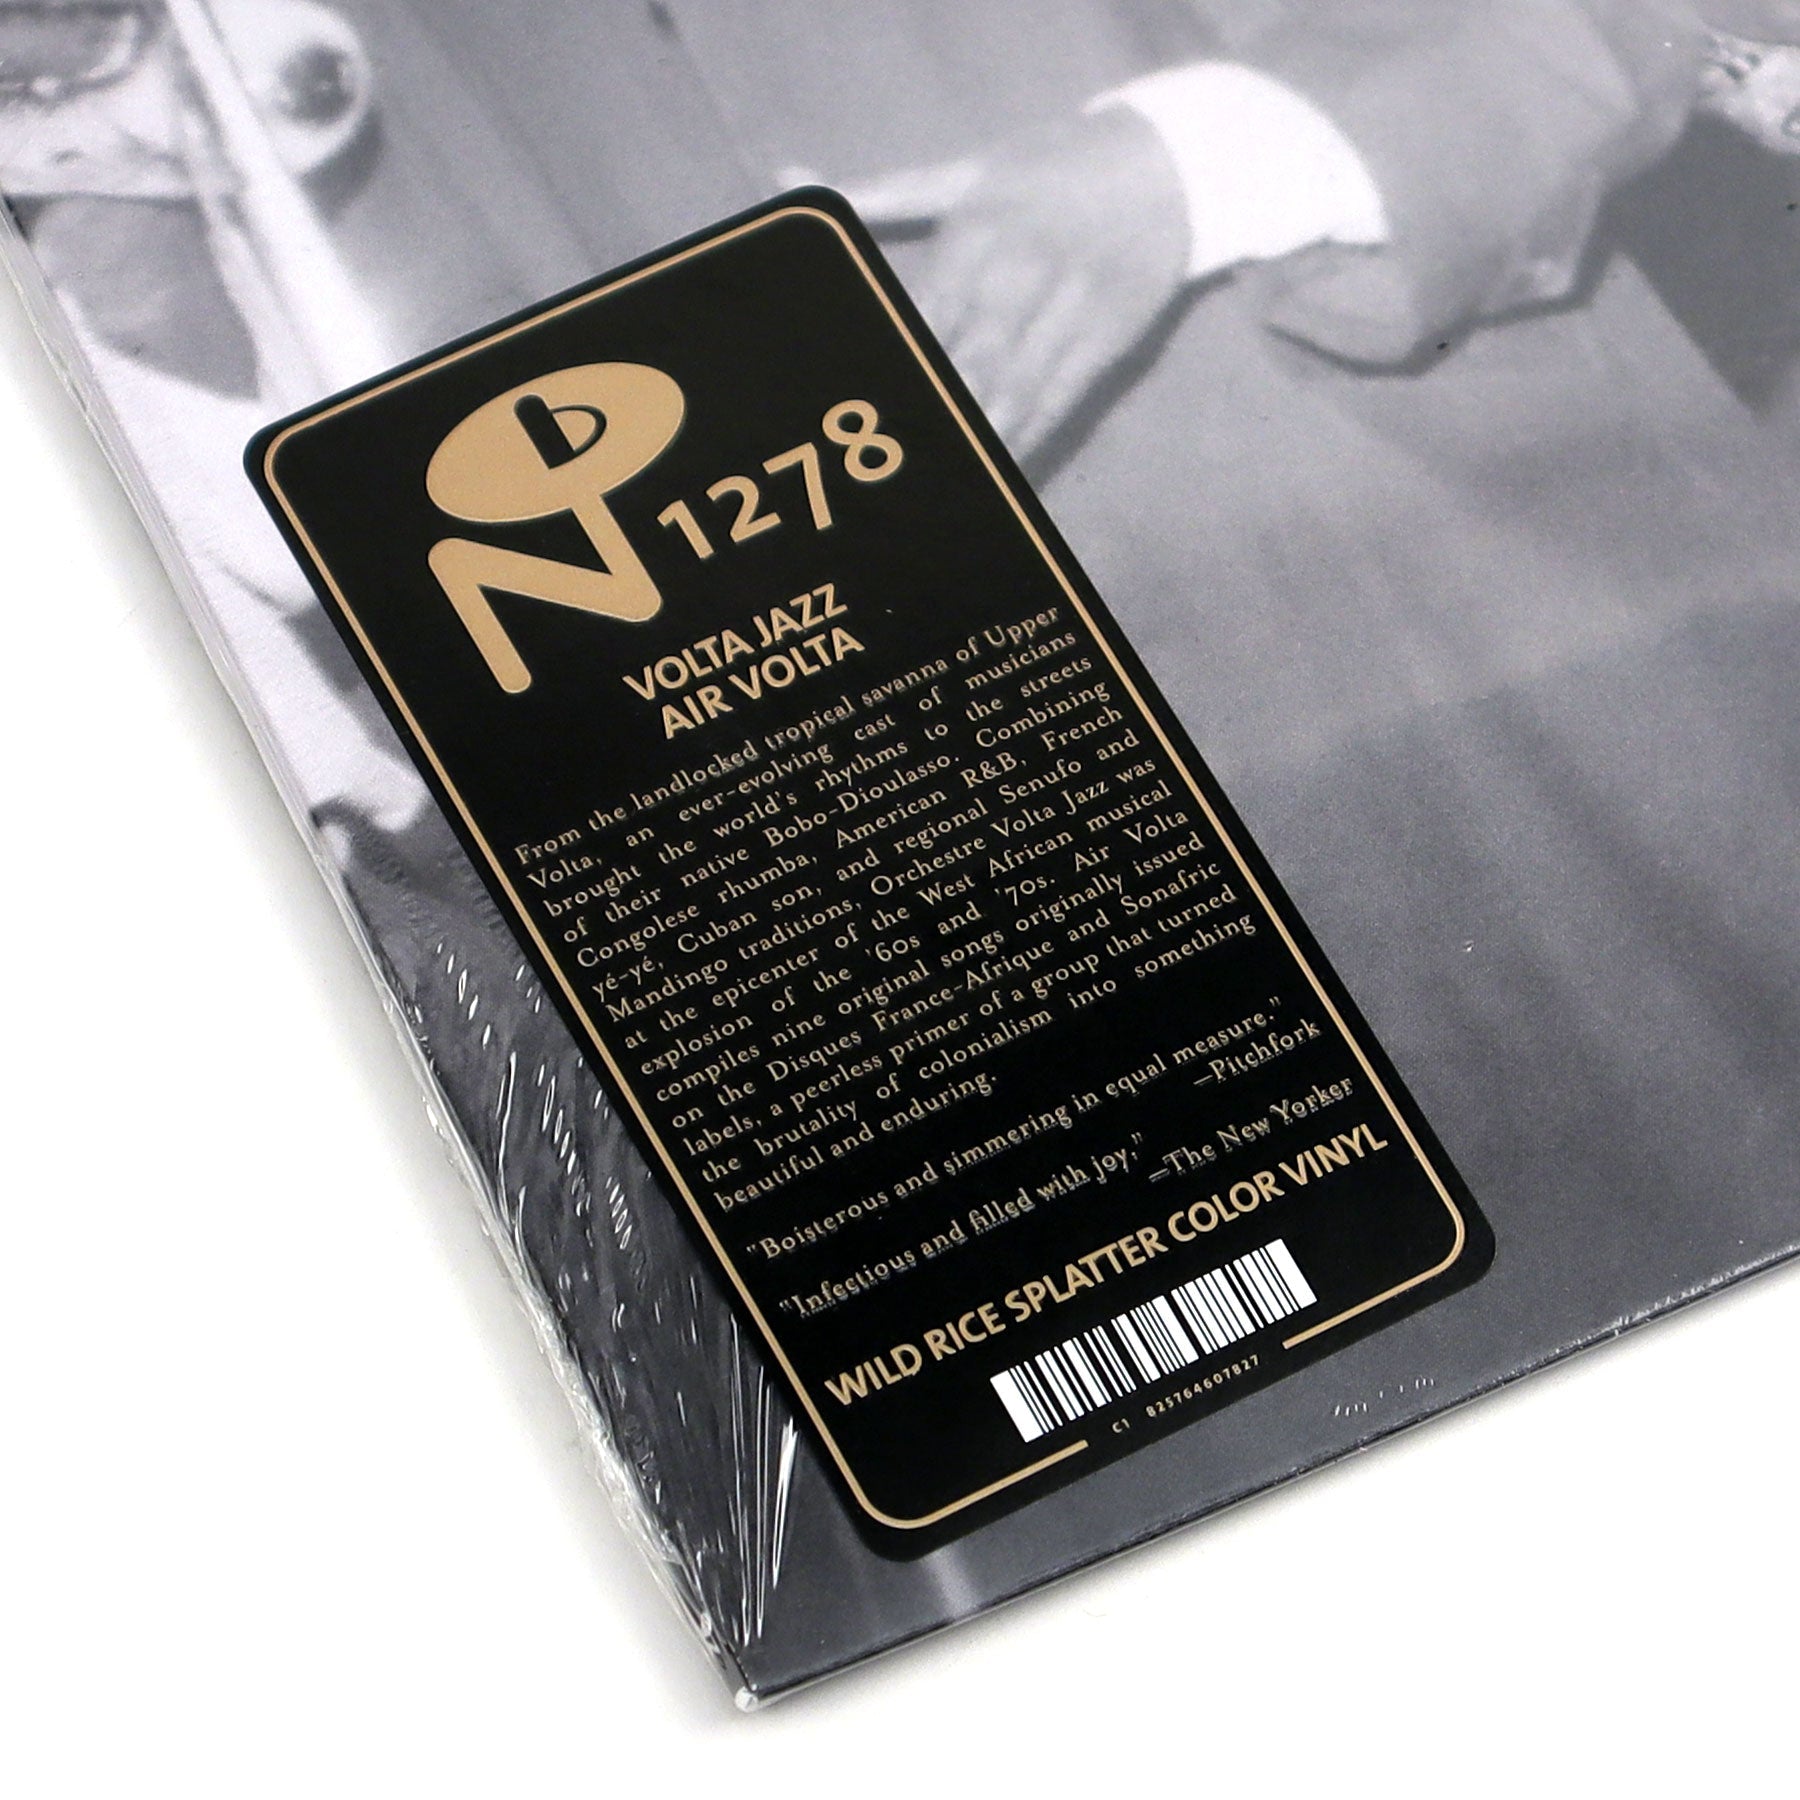 b
N 1278
VOLTA JAZZ
AIR VOLTA
From the landlocked tropical savanna of Upper
Volta, an ever-evolving cast of musicians
brought the world's rhythms to the streets
of their native Bobo-Dioulasso. Combining
Congolese rhumba, American R&B, French
yé-yé, Cuban son, and regional Senufo and
Mandingo traditions, Orchestre Volta Jazz was
at the epicenter of the West African musical
explosion of the '60s and '70s. Air Volta
compiles nine original songs originally issued
on the Disques France-Afrique and Sonafric
labels, a peerless primer of a group that turned
the brutality of colonialism into something
beautiful and enduring.
"Boisterous and simmering in equal measure."
—Pitchfork
"Infectious and filled with joy,"
—The New Yorker
WILD RICE SPLATTER COLOR VINYL
C1 825764607827